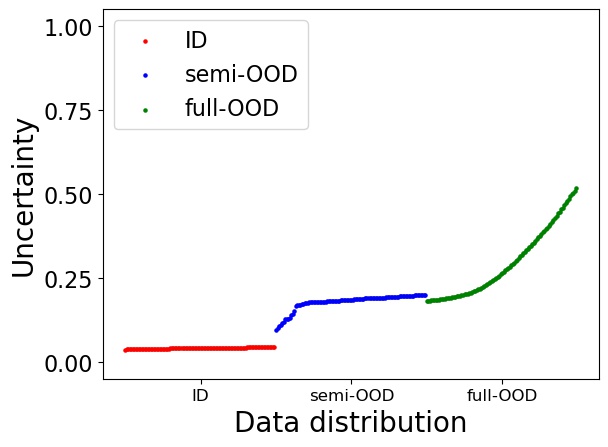 1.00
0.75
0.50
0.25
0.00
Uncertainty
ID
semi-OOD
full-OOD
ID semi-OOD full-OOD
Data distribution